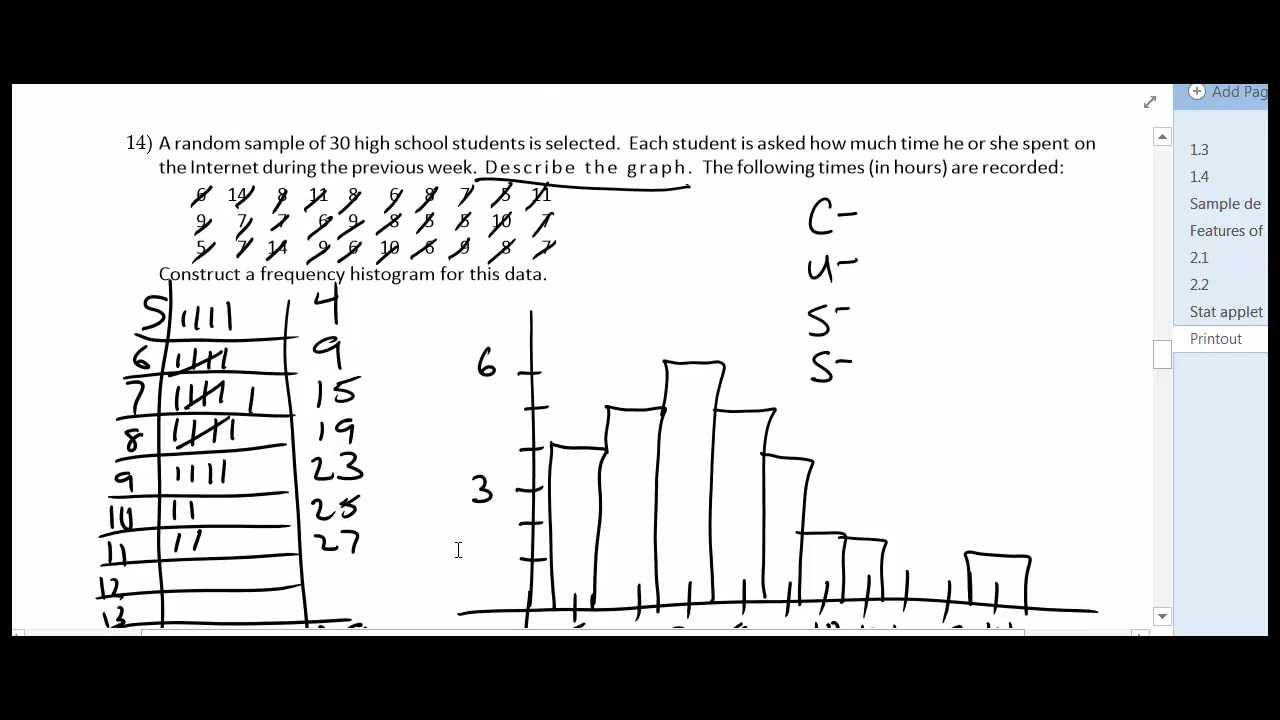 Add Pag
14) A random sample of 30 high school students is selected. Each student is asked how much time he or she spent
on the Internet during the previous week. Describe the graph. The following times (in hours) are recorded:
6 14 8 11 8 6 8 7 5 11
9 7 7 6 9 8 5 10 7
5 7 14 9 6 10 6 9 8 7
Construct a frequency histogram for this data.
C-
U-
S-
S-
5 4
6 9
7 15
8 19
9 23
10 25
11 27
12
13
6
3
1.3
1.4
Sample de
Features of
2.1
2.2
Stat applet
Printout